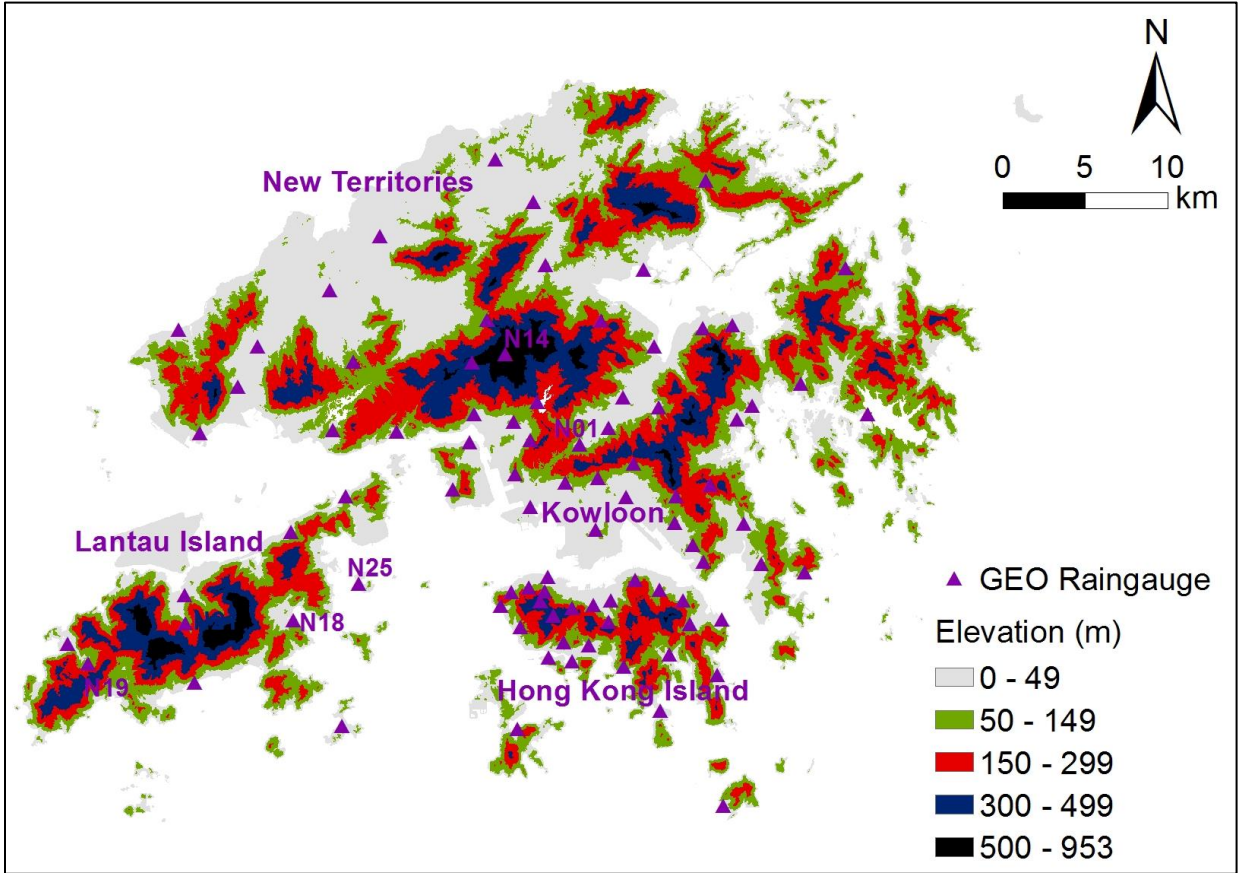 N
0 5 10
km
New Territories
N14
N01
Kowloon
Lantau Island
N25
N18
N19
Hong Kong Island
GEO Raingauge
Elevation (m)
0 - 49
50 - 149
150 - 299
300 - 499
500 - 953